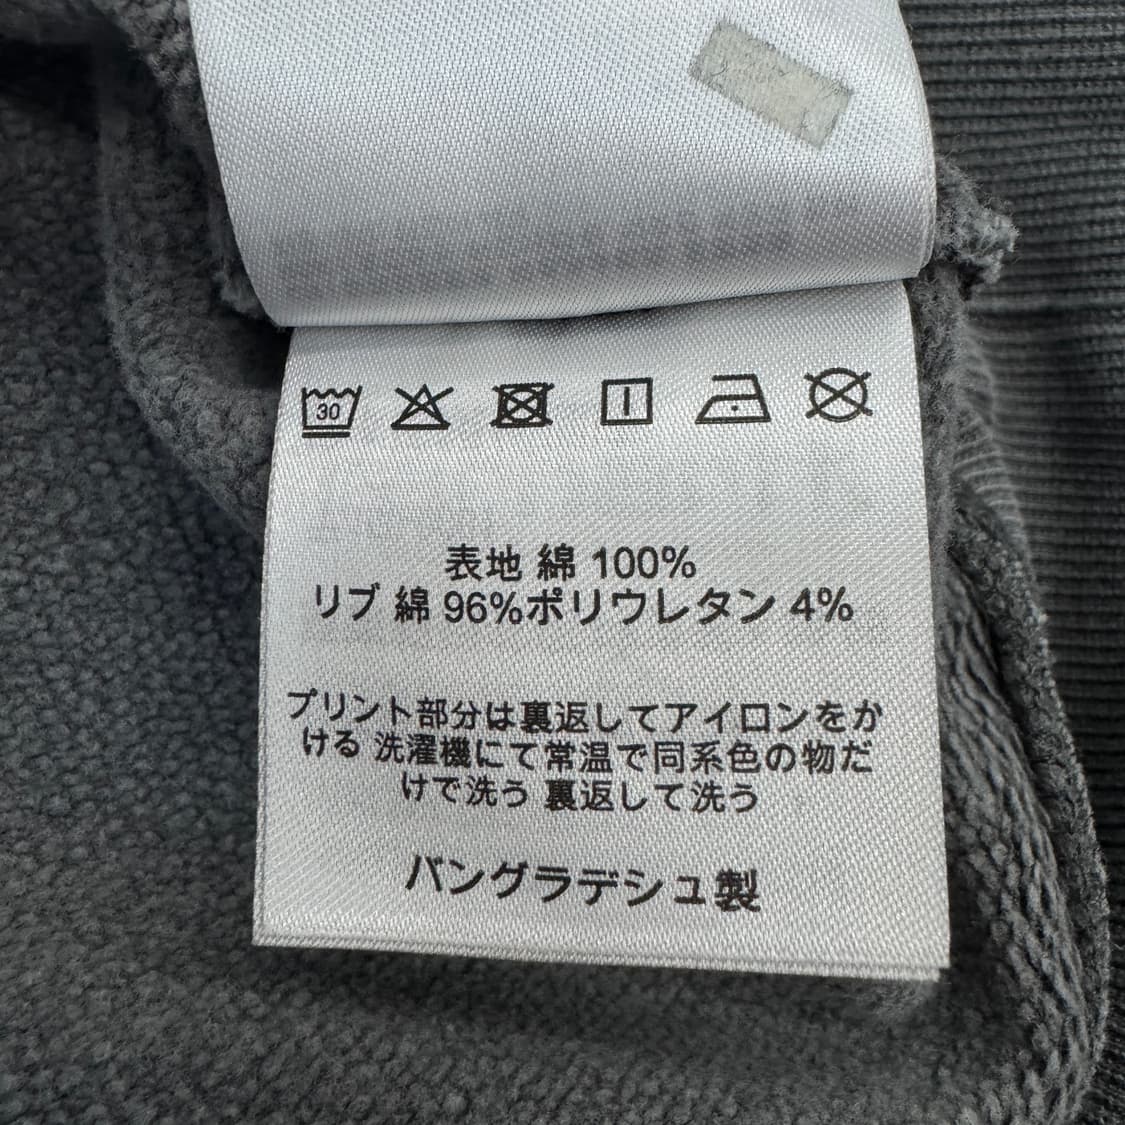 30
表地 綿 100%
リブ 綿 96%ポリウレタン 4%
プリント部分は裏返してアイロンをか
ける 洗濯機にて常温で同系色の物だ
けで洗う 裏返して洗う
バングラデシュ製